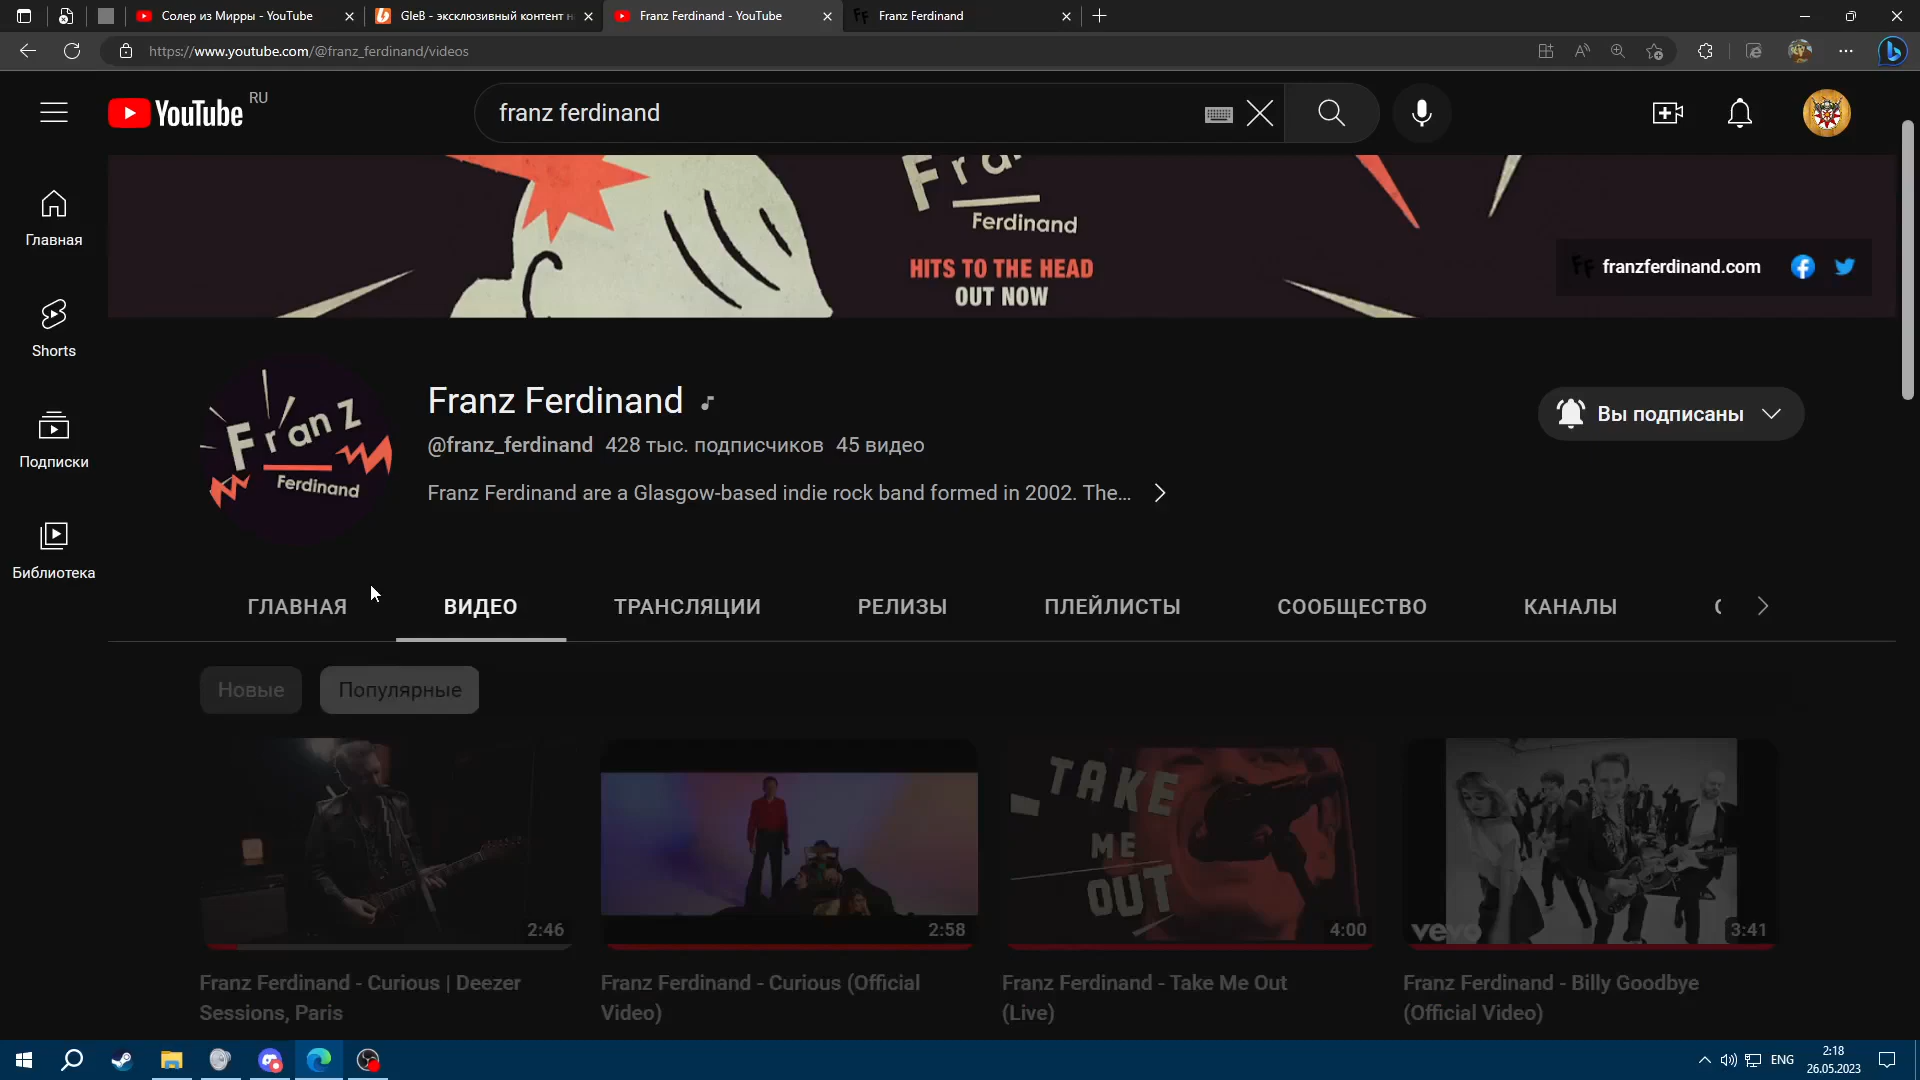 Солер из Мирры - YouTube
GleB - эксклюзивный контент н
Franz Ferdinand - YouTube
Franz Ferdinand
https://www.youtube.com/@franz_ferdinand/videos
YouTube RU
franz ferdinand
Главная
Shorts
Подписки
Библиотека
Fra
Ferdinand
HITS TO THE HEAD
OUT NOW
FF franzferdinand.com
Franz
Ferdinand
Franz Ferdinand
@franz_ferdinand 428 тыс. подписчиков 45 видео
Franz Ferdinand are a Glasgow-based indie rock band formed in 2002. The...
Вы подписаны
ГЛАВНАЯ ВИДЕО ТРАНСЛЯЦИИ РЕЛИЗЫ ПЛЕЙЛИСТЫ СООБЩЕСТВО КАНАЛЫ
Новые Популярные
2:46
2:58
TAKE
ME
OUT
4:00
vevo
3:41
Franz Ferdinand - Curious | Deezer
Sessions, Paris
Franz Ferdinand - Curious (Official
Video)
Franz Ferdinand - Take Me Out
(Live)
Franz Ferdinand - Billy Goodbye
(Official Video)
ENG
2:18
26.05.2023